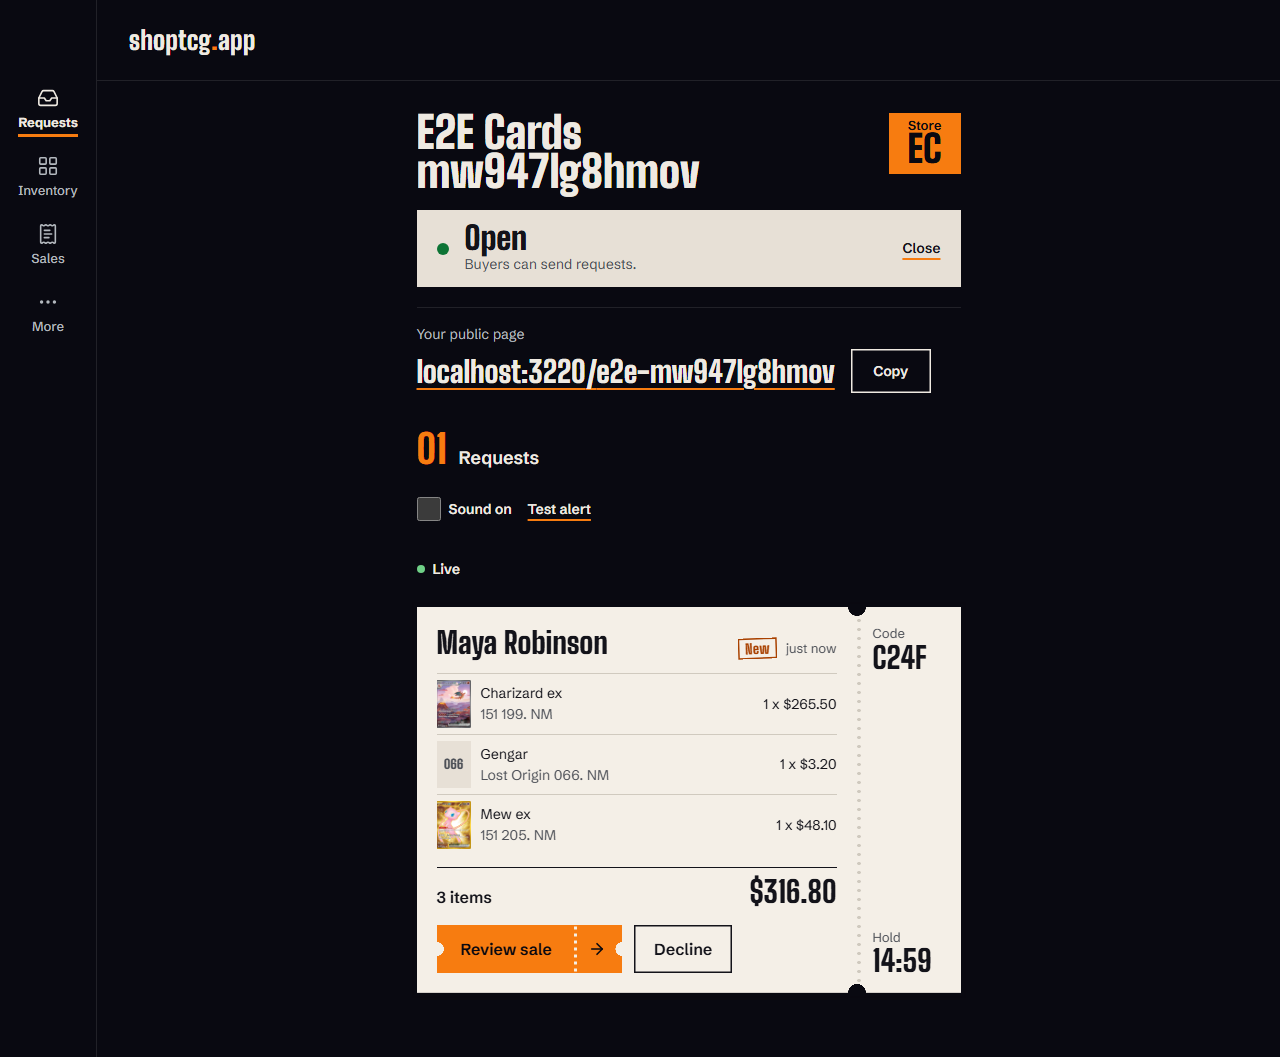 shoptcg.app
Requests
Inventory
Sales
More
E2E Cards
mw947lg8hmov
Store
EC
Open
Buyers can send requests.
Close
Your public page
localhost:3220/e2e-mw947lg8hmov
Copy
01 Requests
Sound on
Test alert
Live
Maya Robinson
New
just now
Charizard ex
151 199. NM
1 x $265.50
066
Gengar
Lost Origin 066. NM
1 x $3.20
Mew ex
151 205. NM
1 x $48.10
3 items
$316.80
Review sale →
Decline
Code
C24F
Hold
14:59